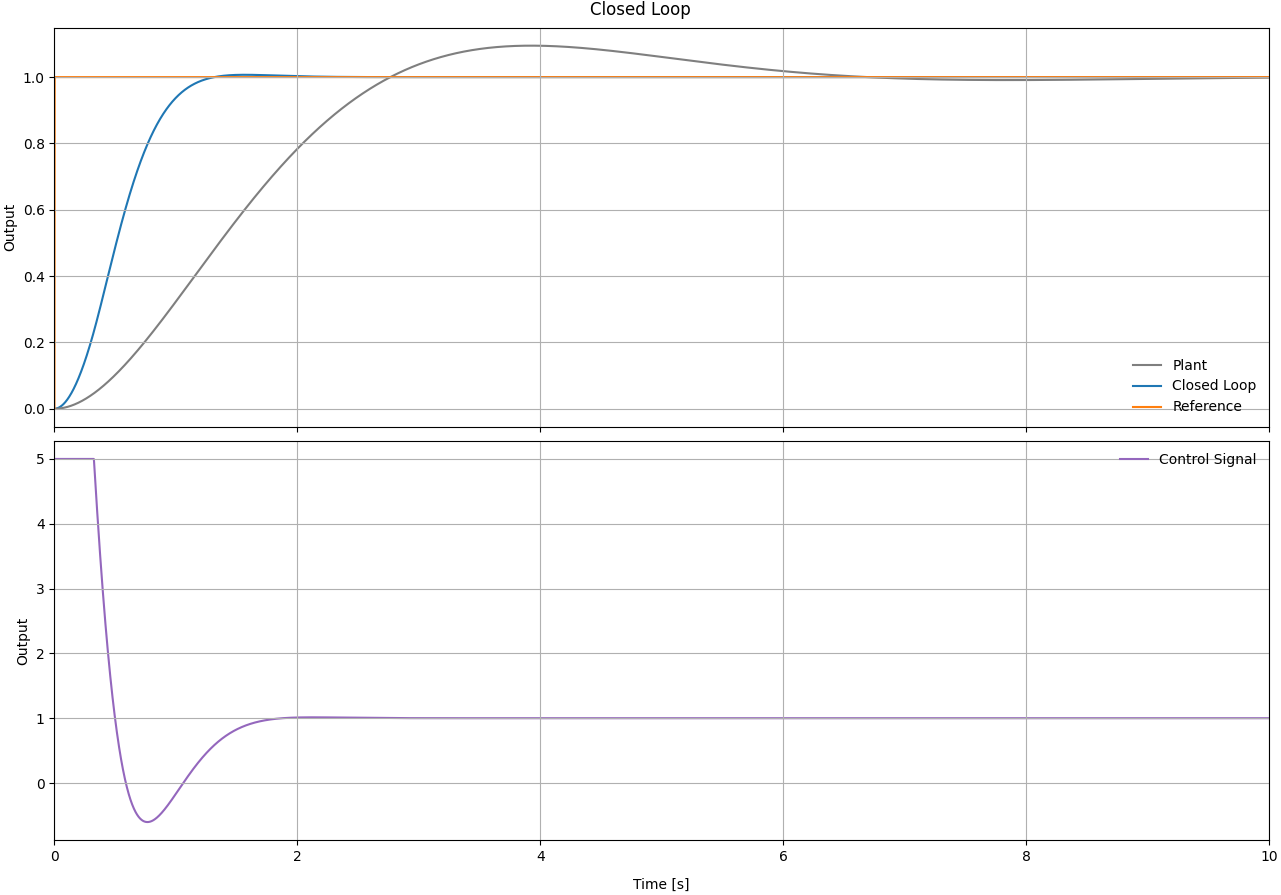 Closed Loop
1.0
0.8
0.6
0.4
0.2
0.0
Output
Plant
Closed Loop
Reference
5
4
3
2
1
0
Output
Control Signal
0 2 4 6 8 10
Time [s]